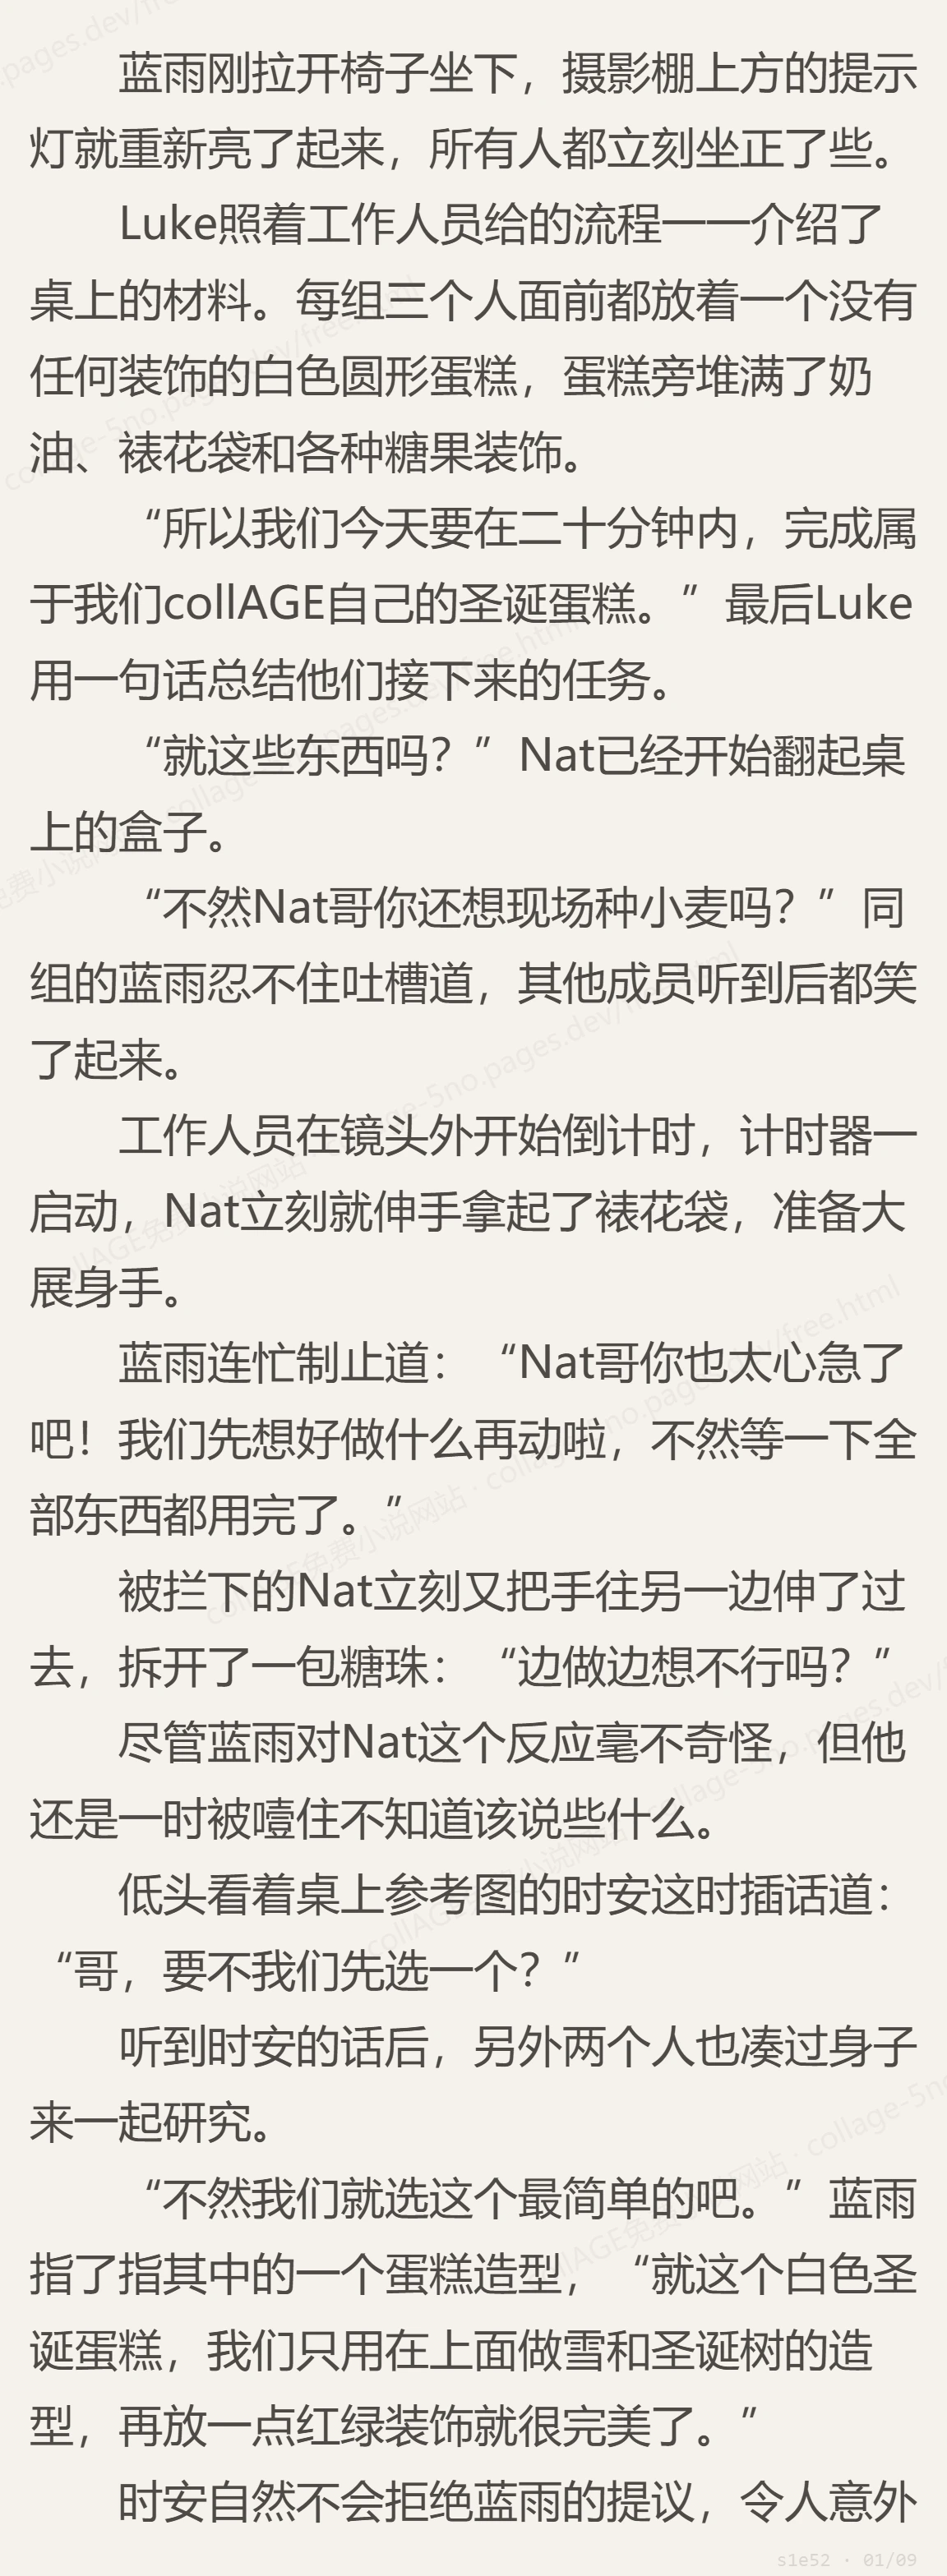 蓝雨刚拉开椅子坐下，摄影棚上方的提示
灯就重新亮了起来，所有人都立刻坐正了些。
Luke照着工作人员给的流程一一介绍了
桌上的材料。每组三个人面前都放着一个没有
任何装饰的白色圆形蛋糕，蛋糕旁堆满了奶
油、裱花袋和各种糖果装饰。
“所以我们今天要在二十分钟内，完成属
于我们collAGE自己的圣诞蛋糕。”最后Luke
用一句话总结他们接下来的任务。
“就这些东西吗？”Nat已经开始翻起桌
上的盒子。
“不然Nat哥你还想现场种小麦吗？”同
组的蓝雨忍不住吐槽道，其他成员听到后都笑
了起来。
工作人员在镜头外开始倒计时，计时器一
启动，Nat立刻就伸手拿起了裱花袋，准备大
展身手。
蓝雨连忙制止道：“Nat哥你也太心急了
吧！我们先想好做什么再动啦，不然等一下全
部东西都用完了。”
被拦下的Nat立刻又把手往另一边伸了过
去，拆开了一包糖珠：“边做边想不行吗？”
尽管蓝雨对Nat这个反应毫不奇怪，但他
还是一时被噎住不知道该说些什么。
低头看着桌上参考图的时安这时插话道：
“哥，要不我们先选一个？”
听到时安的话后，另外两个人也凑过身子
来一起研究。
“不然我们就选这个最简单的吧。”蓝雨
指了指其中的一个蛋糕造型，“就这个白色圣
诞蛋糕，我们只用在上面做雪和圣诞树的造
型，再放一点红绿装饰就很完美了。”
时安自然不会拒绝蓝雨的提议，令人意外
s1e52 · 01/09
collAGE免费小说网站 · collage-5no.pages.dev/free.html